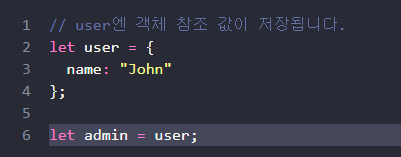 1 // user엔 객체 참조 값이 저장됩니다.
2 let user = {
3   name: "John"
4 };
5
6 let admin = user;